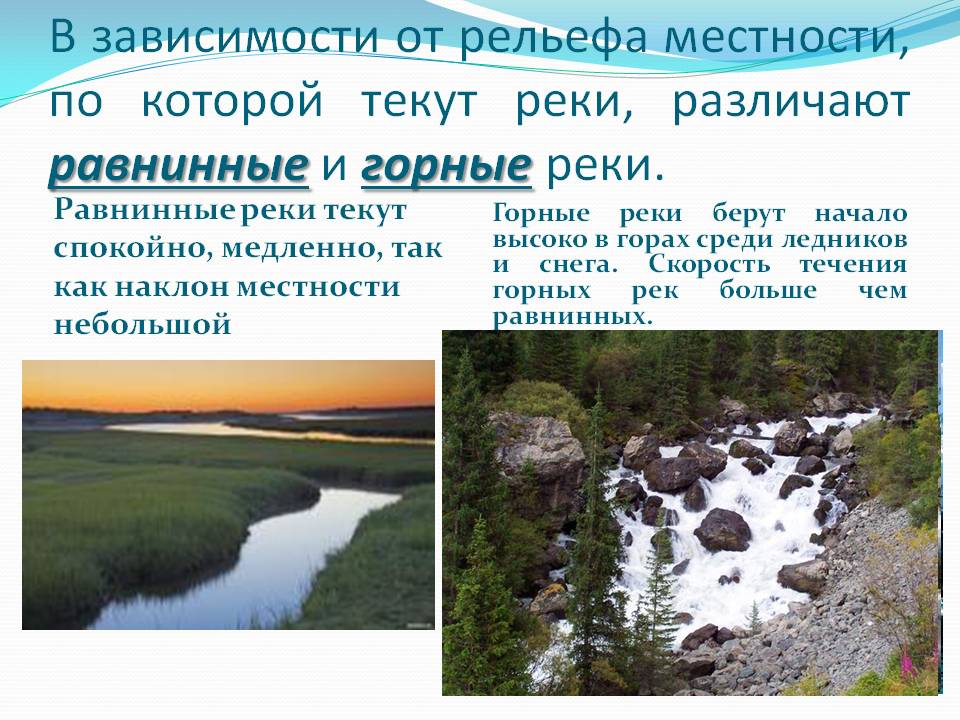 В зависимости от рельефа местности,
по которой текут реки, различают
равнинные и горные реки.
Равнинные реки текут
спокойно, медленно, так
как наклон местности
небольшой
Горные реки берут начало
высоко в горах среди ледников
и снега. Скорость течения
горных рек больше чем
равнинных.